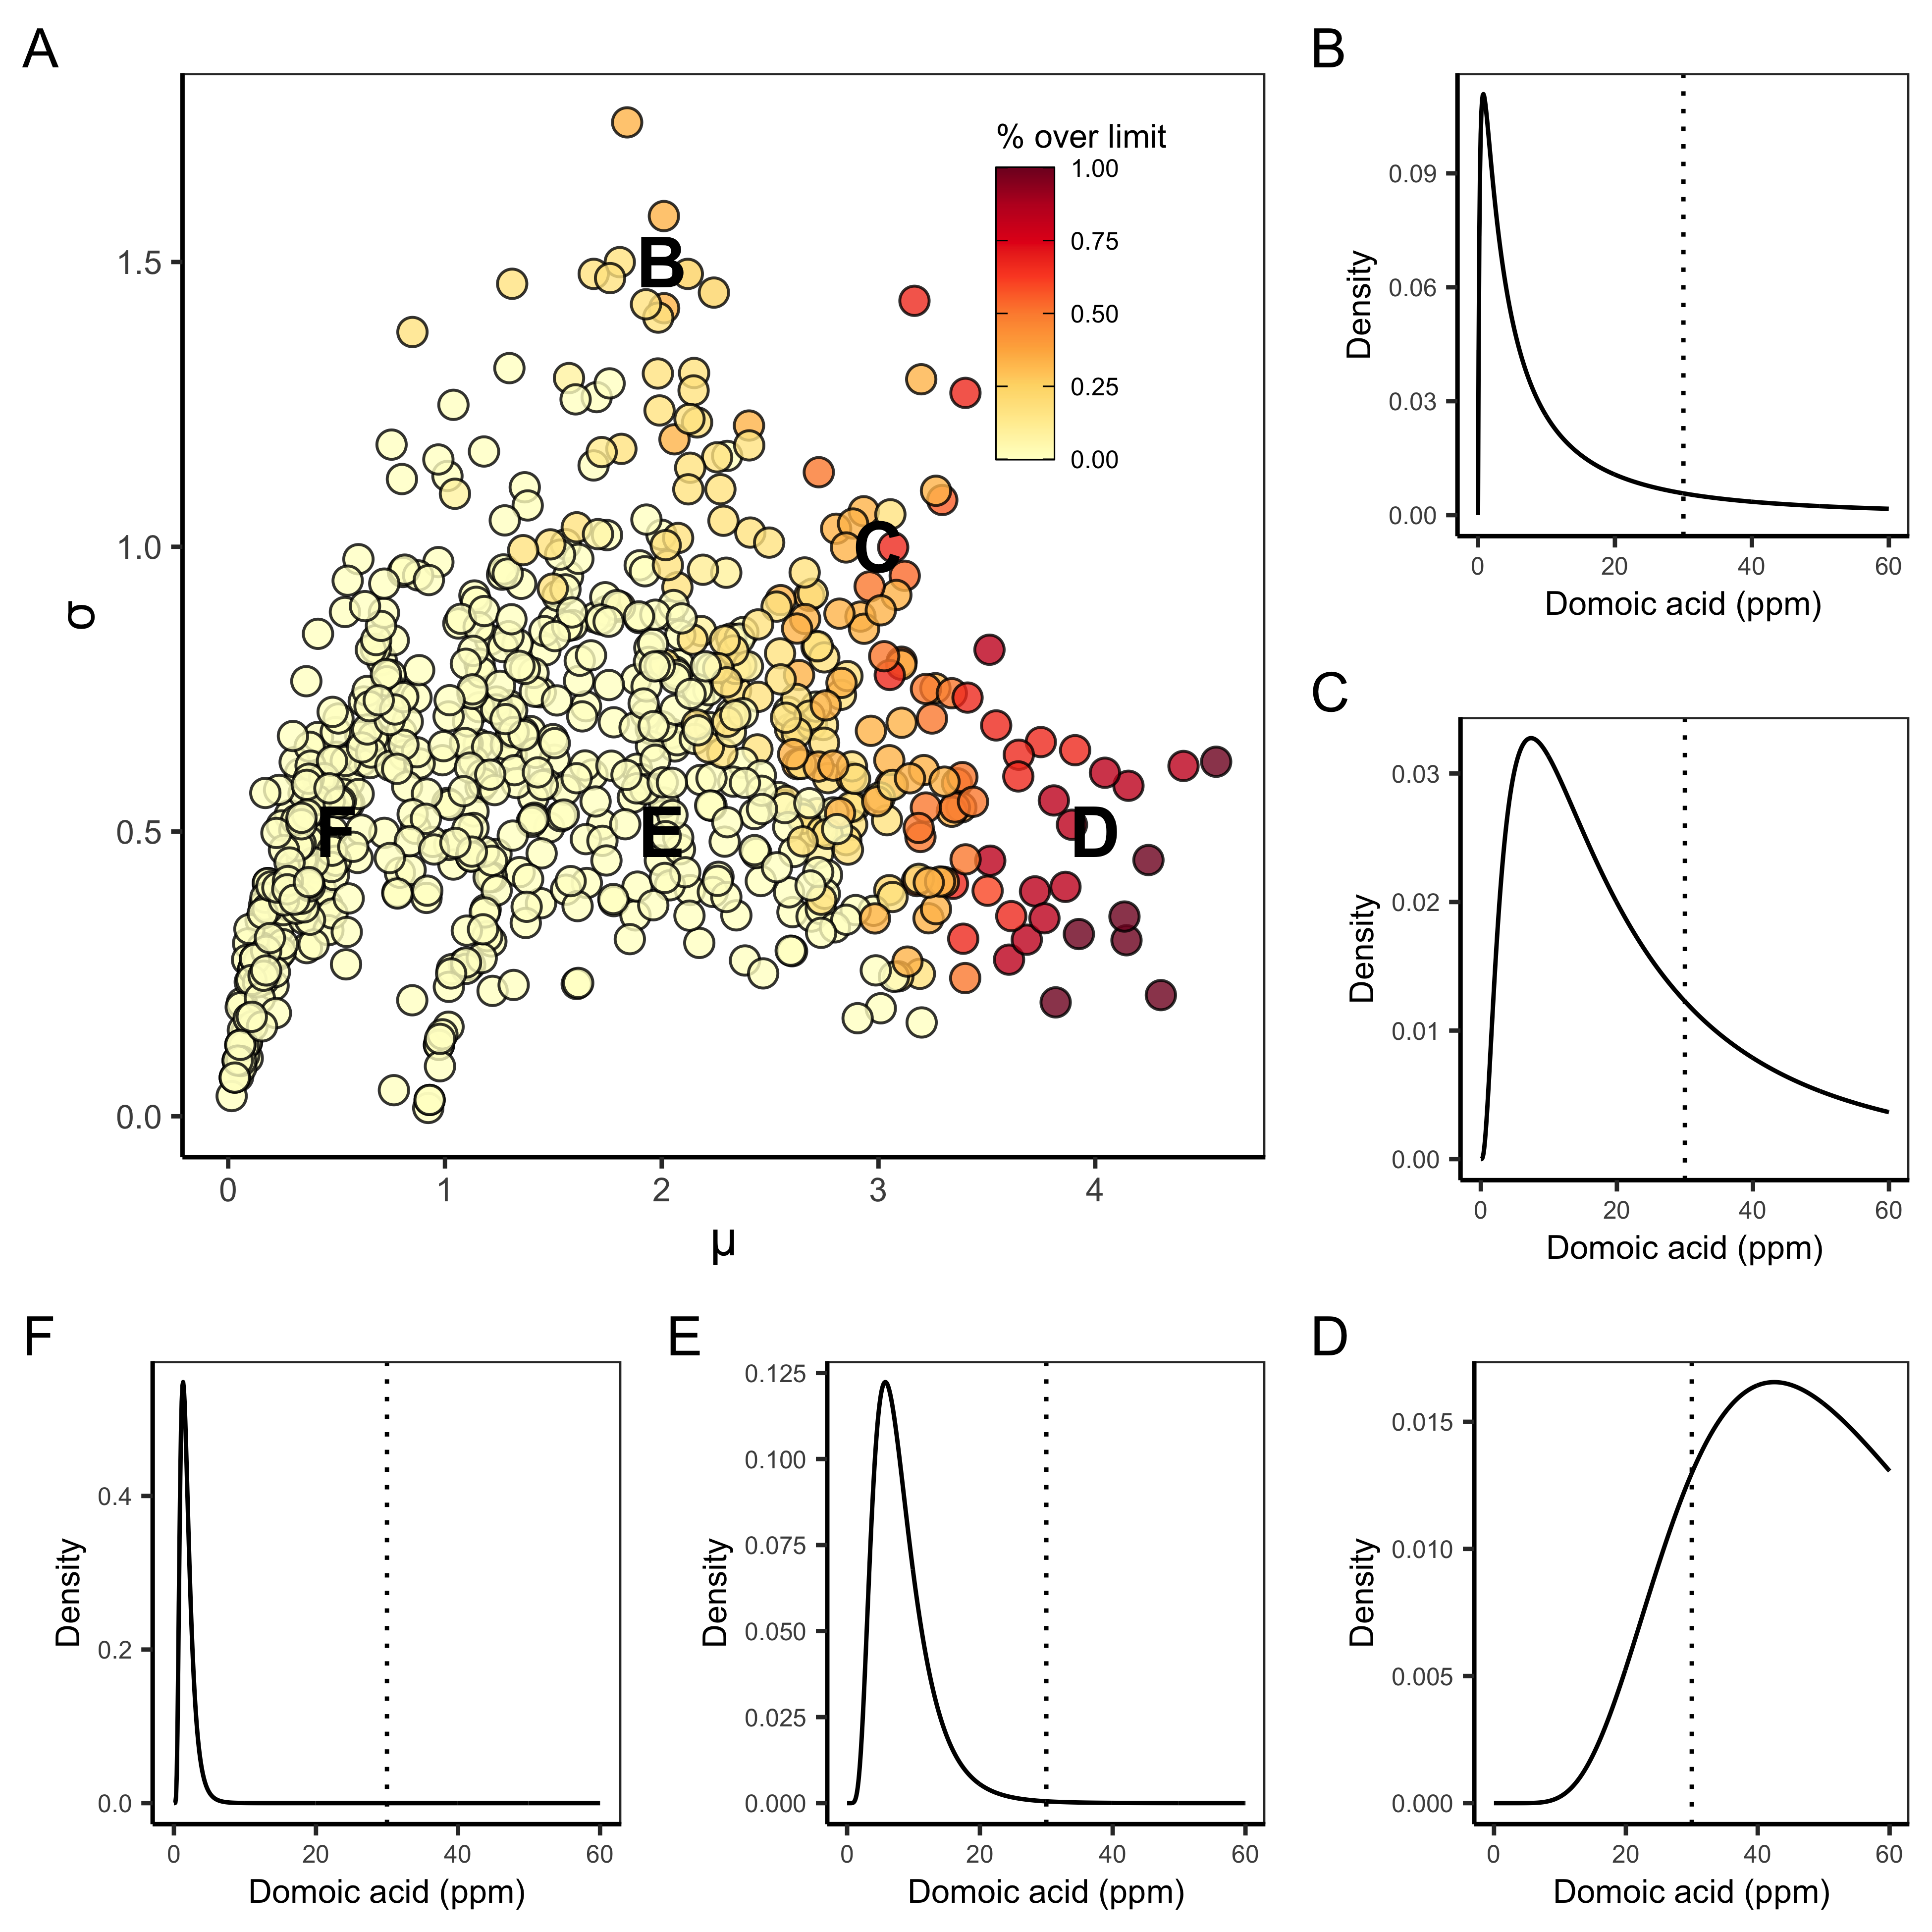 A
% over limit
1.00
0.75
0.50
0.25
0.00
B
C
D
E
F
σ
1.5
1.0
0.5
0.0
0 1 2 3 4
μ
B
Density
0.09
0.06
0.03
0.00
0 20 40 60
Domoic acid (ppm)
C
Density
0.03
0.02
0.01
0.00
0 20 40 60
Domoic acid (ppm)
F
Density
0.4
0.2
0.0
0 20 40 60
Domoic acid (ppm)
E
Density
0.125
0.100
0.075
0.050
0.025
0.000
0 20 40 60
Domoic acid (ppm)
D
Density
0.015
0.010
0.005
0.000
0 20 40 60
Domoic acid (ppm)